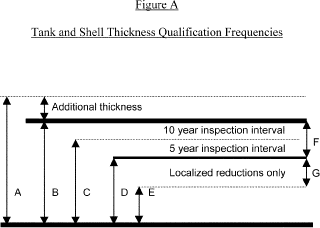 Figure A
Tank and Shell Thickness Qualification Frequencies
Additional thickness
10 year inspection interval
F
5 year inspection interval
Localized reductions only
G
A
B
C
D
E